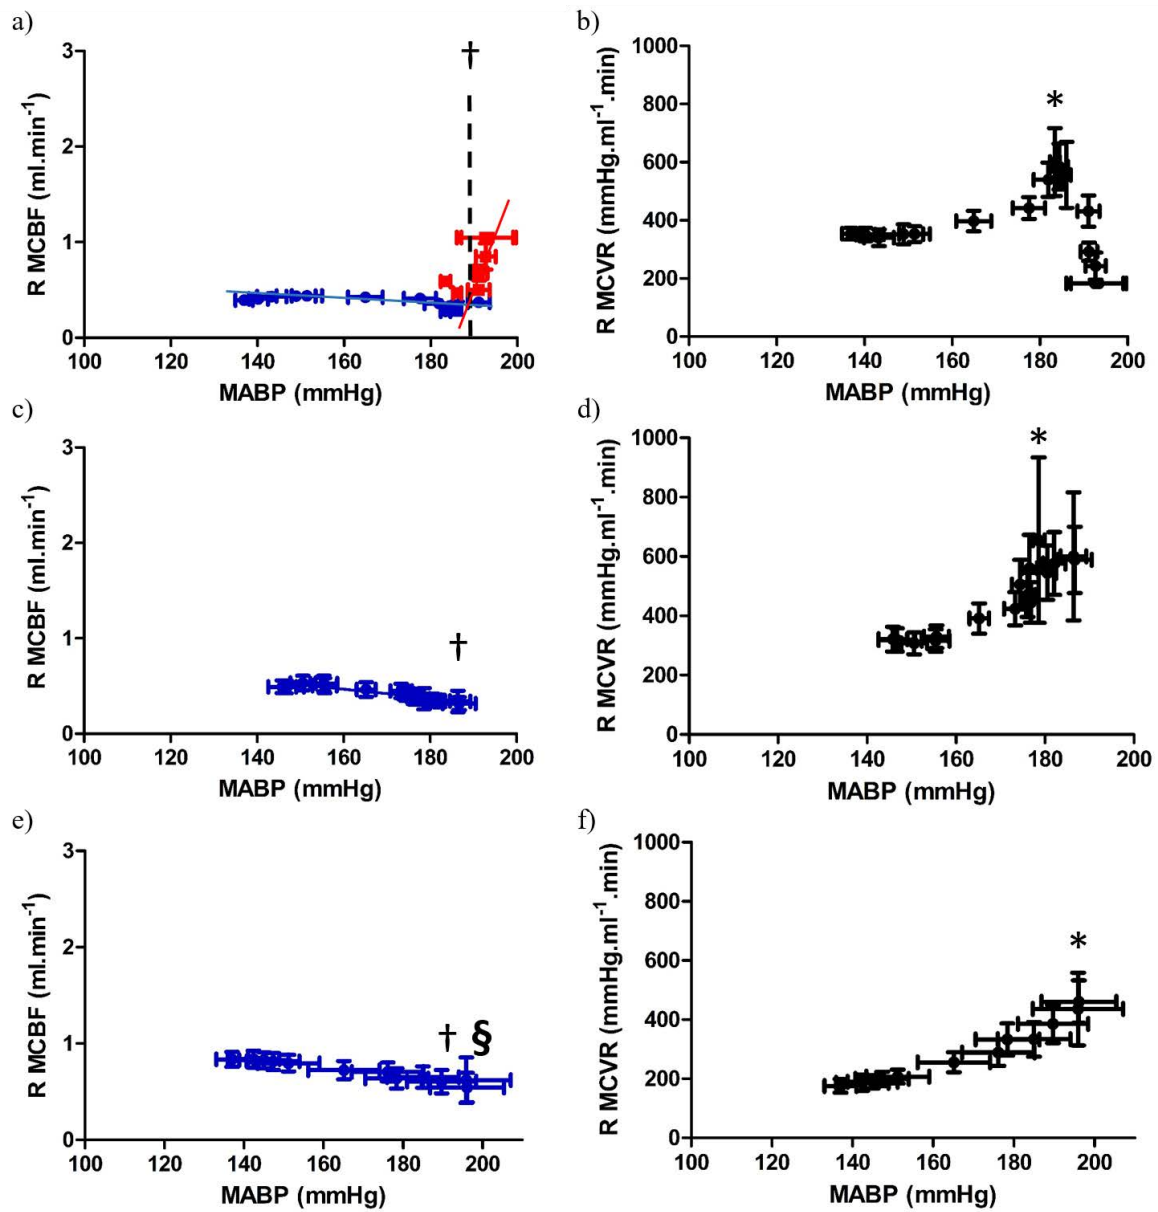 a)
†
3
2
1
0
R MCBF (ml.min⁻¹)
100 120 140 160 180 200
MABP (mmHg)
b)
*
1000
800
600
400
200
0
R MCVR (mmHg.ml⁻¹.min)
100 120 140 160 180 200
MABP (mmHg)
c)
3
2
1
0
†
R MCBF (ml.min⁻¹)
100 120 140 160 180 200
MABP (mmHg)
d)
*
1000
800
600
400
200
0
R MCVR (mmHg.ml⁻¹.min)
100 120 140 160 180 200
MABP (mmHg)
e)
3
2
1
0
† §
R MCBF (ml.min⁻¹)
100 120 140 160 180 200
MABP (mmHg)
f)
*
1000
800
600
400
200
0
R MCVR (mmHg.ml⁻¹.min)
100 120 140 160 180 200
MABP (mmHg)